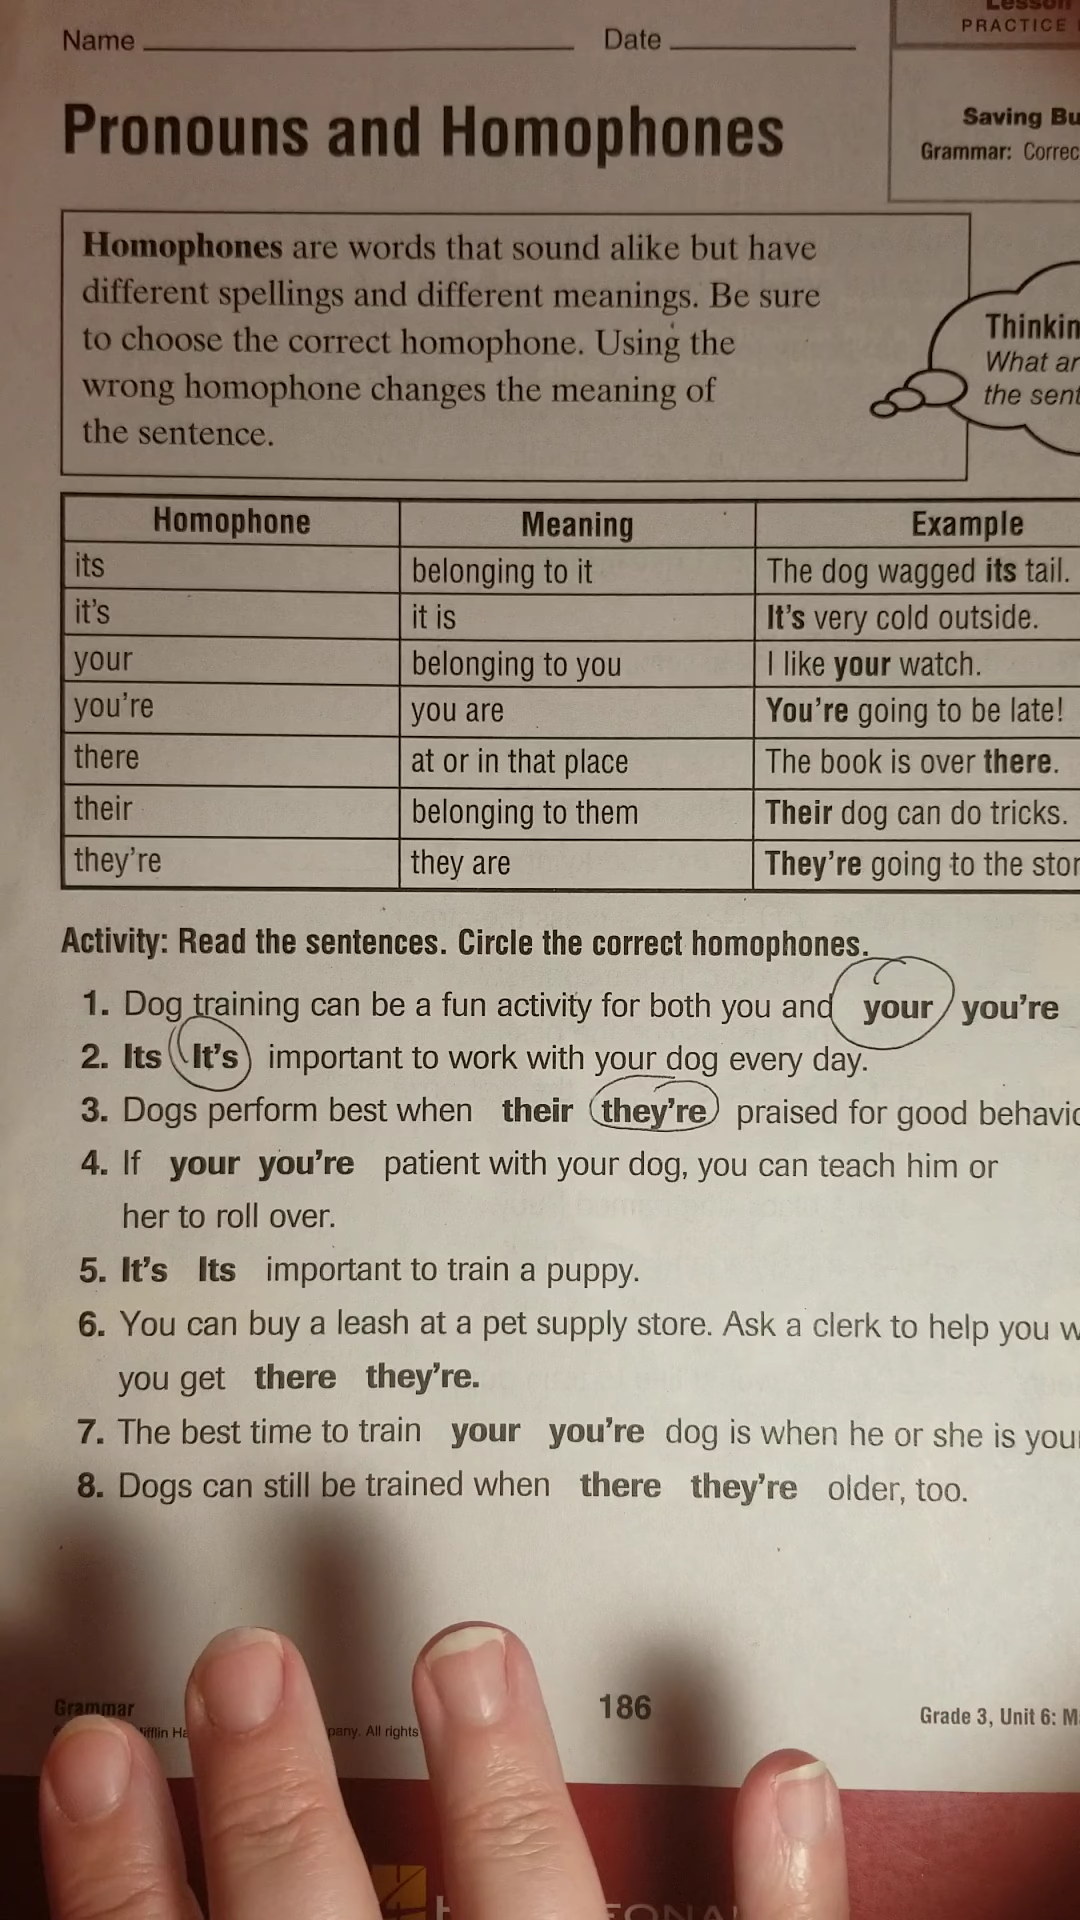 Name Date
Lesson
PRACTICE
Pronouns and Homophones
Saving
Grammar:
Homophones are words that sound alike but have
different spellings and different meanings. Be sure
to choose the correct homophone. Using the
wrong homophone changes the meaning of
the sentence.
What
the
Homophone Meaning Example
its belonging to it The dog wagged its tail.
it's it is It's very cold outside.
your belonging to you I like your watch.
you're you are You're going to be late!
there at or in that place The book is over there.
their belonging to them Their dog can do tricks.
they're they are They're going to the
Activity: Read the sentences. Circle the correct homophones.
1. Dog training can be a fun activity for both you and your you're
2. Its It's important to work with your dog every day.
3. Dogs perform best when their they're praised for good
4. If your you're patient with your dog, you can teach him or
her to roll over.
5. It's Its important to train a puppy.
6. You can buy a leash at a pet supply store. Ask a clerk to help you
you get there they're.
7. The best time to train your you're dog is when he or she is
8. Dogs can still be trained when there they're older, too.
Grammar
All rights
186
Grade 3, Unit 6: